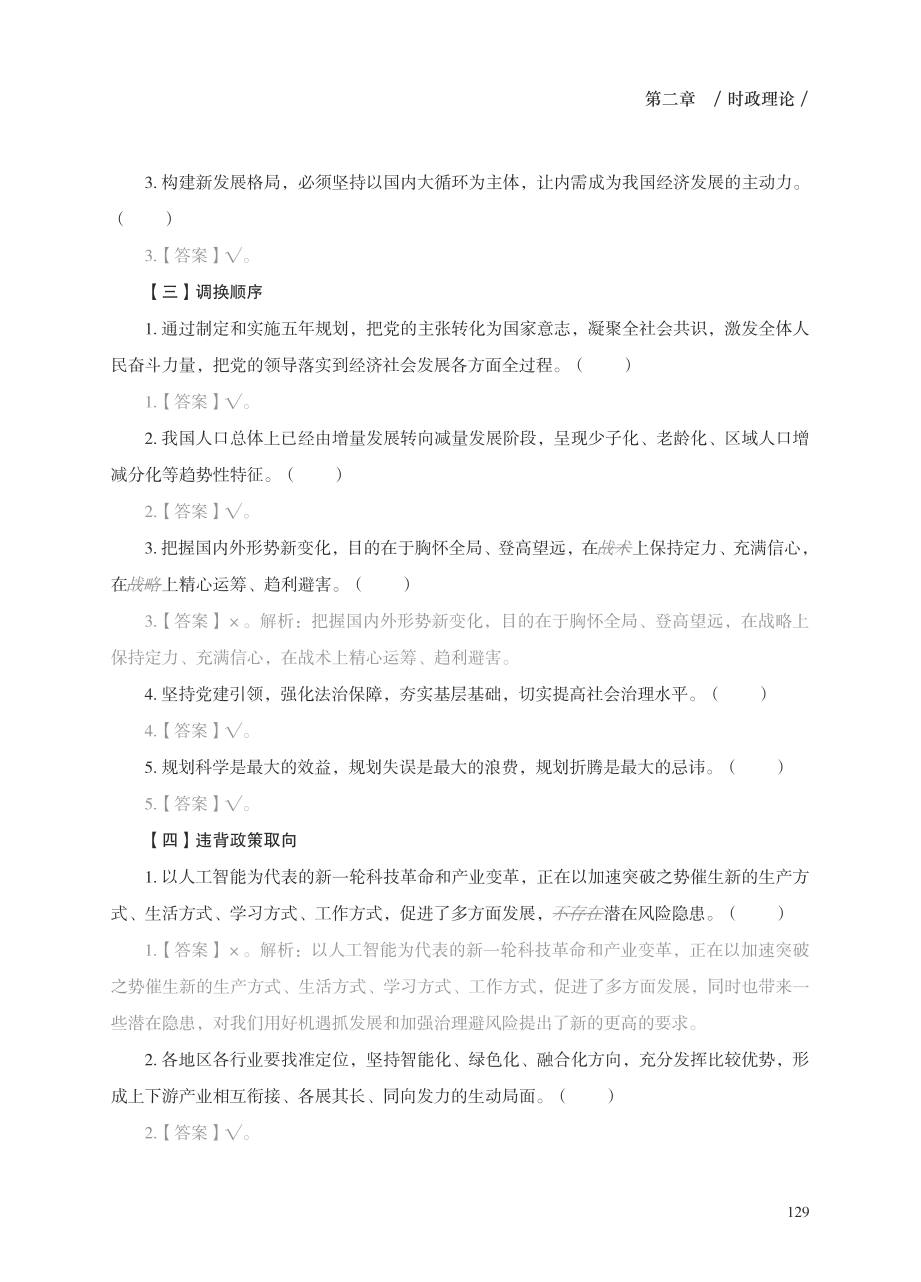 第二章 / 时政理论 /
3. 构建新发展格局，必须坚持以国内大循环为主体，让内需成为我国经济发展的主动力。
（ ）
3.【答案】√。
【三】调换顺序
1. 通过制定和实施五年规划，把党的主张转化为国家意志，凝聚全社会共识，激发全体人
民奋斗力量，把党的领导落实到经济社会发展各方面全过程。（ ）
1.【答案】√。
2. 我国人口总体上已经由增量发展转向减量发展阶段，呈现少子化、老龄化、区域人口增
减分化等趋势性特征。（ ）
2.【答案】√。
3. 把握国内外形势新变化，目的在于胸怀全局、登高望远，在战术上保持定力、充满信心，
在战略上精心运筹、趋利避害。（ ）
3.【答案】×。解析：把握国内外形势新变化，目的在于胸怀全局、登高望远，在战略上
保持定力、充满信心，在战术上精心运筹、趋利避害。
4. 坚持党建引领，强化法治保障，夯实基层基础，切实提高社会治理水平。（ ）
4.【答案】√。
5. 规划科学是最大的效益，规划失误是最大的浪费，规划折腾是最大的忌讳。（ ）
5.【答案】√。
【四】违背政策取向
1. 以人工智能为代表的新一轮科技革命和产业变革，正在以加速突破之势催生新的生产方
式、生活方式、学习方式、工作方式，促进了多方面发展，不存在潜在风险隐患。（ ）
1.【答案】×。解析：以人工智能为代表的新一轮科技革命和产业变革，正在以加速突破
之势催生新的生产方式、生活方式、学习方式、工作方式，促进了多方面发展，同时也带来一
些潜在隐患，对我们用好机遇抓发展和加强治理避风险提出了新的更高的要求。
2. 各地区各行业要找准定位，坚持智能化、绿色化、融合化方向，充分发挥比较优势，形
成上下游产业相互衔接、各展其长、同向发力的生动局面。（ ）
2.【答案】√。
129